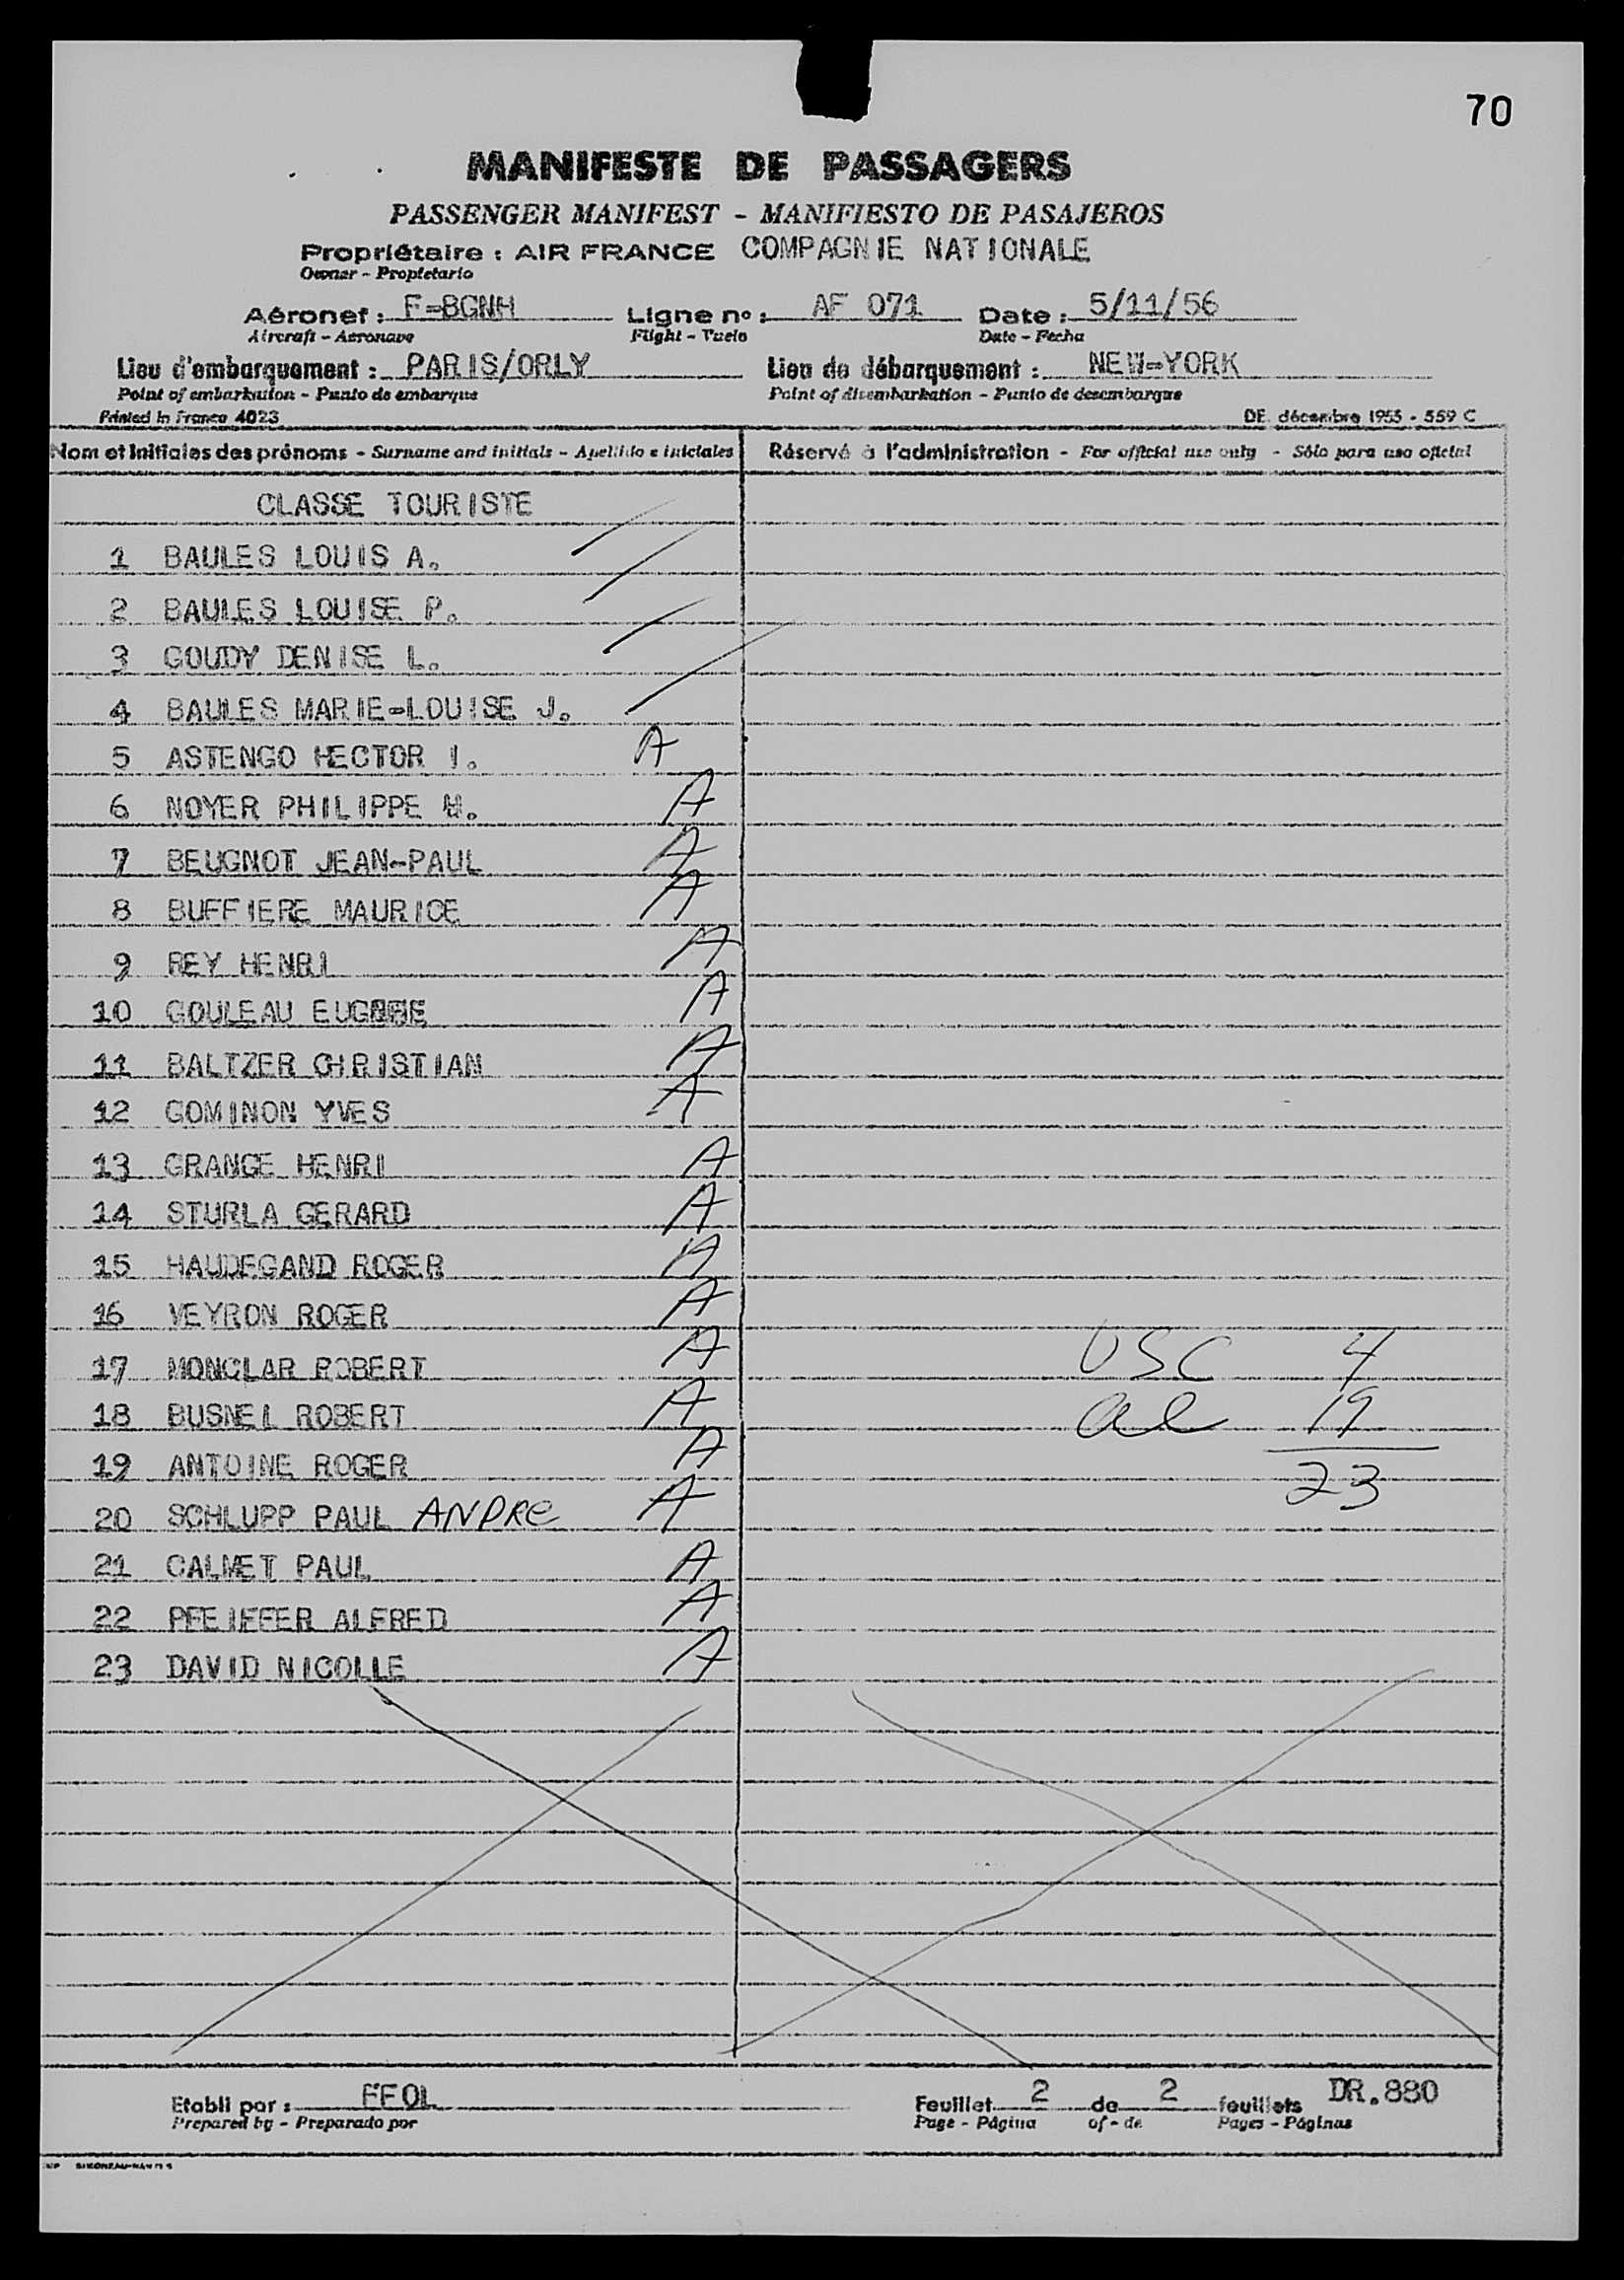 70
MANIFESTE DE PASSAGERS
PASSENGER MANIFEST - MANIFIESTO DE PASAJEROS
Propriétaire : AIR FRANCE COMPAGNIE NATIONALE
Owner - Propietario
Aéronef : F-BGNH Ligne nº : AF 071 Date : 5/11/56
Aircraft - Aeronave Flight - Vuelo Date - Fecha
Lieu d'embarquement : PARIS/ORLY Lieu de débarquement : NEW-YORK
Point of embarkation - Punto de embarque Point of disembarkation - Punto de desembarque
Printed in France 4023 DE. décembre 1955 - 559 C
Nom et Initiales des prénoms - Surname and initials - Apellido e iniciales Réservé à l'administration - For official use only - Sólo para uso oficial
CLASSE TOURISTE
1 BAULES LOUIS A.
2 BAULES LOUISE P.
3 GOUDY DENISE L.
4 BAULES MARIE-LOUISE J.
5 ASTENGO HECTOR I. A
6 NOYER PHILIPPE H. A
7 BEUGNOT JEAN-PAUL A
8 BUFFIERE MAURICE A
9 REY HENRI A
10 GOULEAU EUGENE A
11 BALTZER CHRISTIAN A
12 GOMINON YVES A
13 GRANGE HENRI A
14 STURLA GERARD A
15 HAUDEGAND ROGER A
16 VEYRON ROGER A
17 MONCLAR ROBERT A USC 4
18 BUSNEL ROBERT A al 19
19 ANTOINE ROGER A 23
20 SCHLUPP PAUL ANDRe A
21 CALMET PAUL A
22 PFEIFFER ALFRED A
23 DAVID NICOLLE A
Etabli par : FFOL Feuillet 2 de 2 feuillets DR.880
Prepared by - Preparado por Page - Página of - de Pages - Páginas